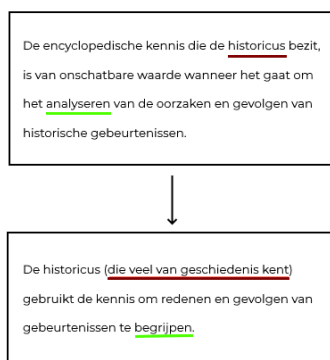 De encyclopedische kennis die de historicus bezit,
is van onschatbare waarde wanneer het gaat om
het analyseren van de oorzaken en gevolgen van
historische gebeurtenissen.
De historicus (die veel van geschiedenis kent)
gebruikt de kennis om redenen en gevolgen van
gebeurtenissen te begrijpen.